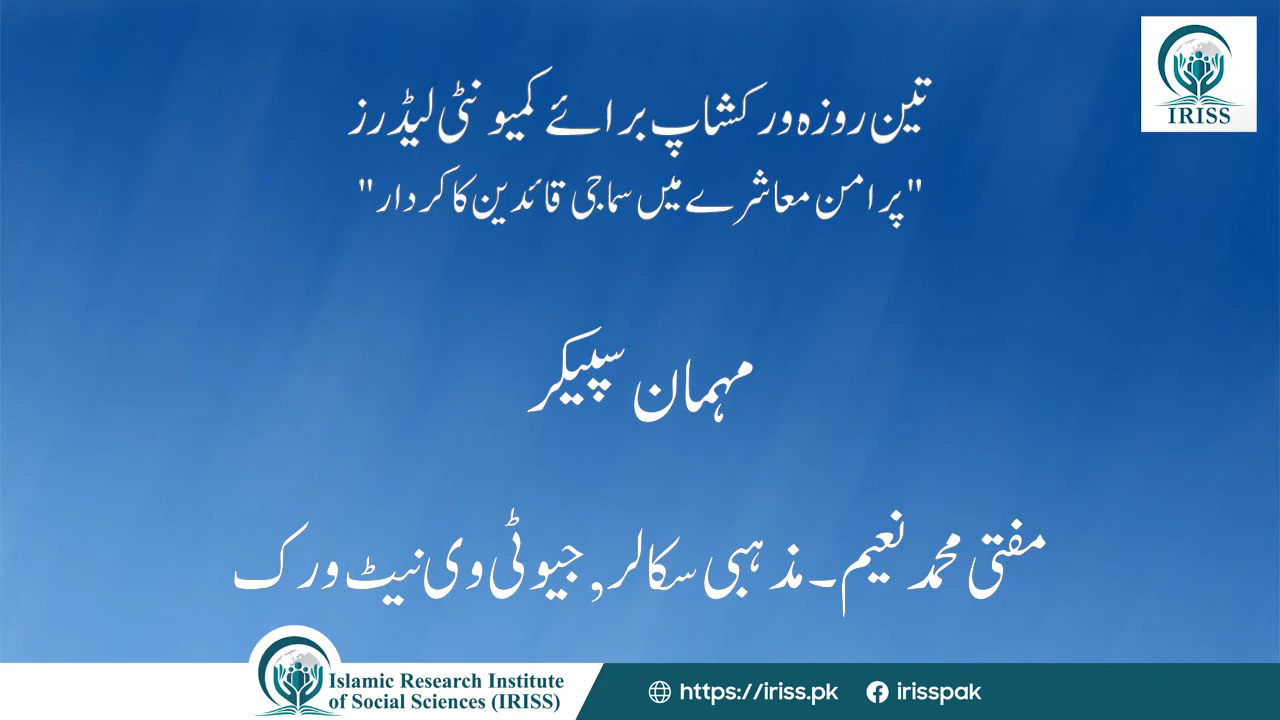 IRISS
تین روزہ ورکشاپ برائے کمیونٹی لیڈرز
"پرامن معاشرے میں سماجی قائدین کا کردار"
مہمان سپیکر
مفتی محمد نعیم۔ مذہبی سکالر, جیو ٹی وی نیٹ ورک
Islamic Research Institute
of Social Sciences (IRISS)
https://iriss.pk
irisspak